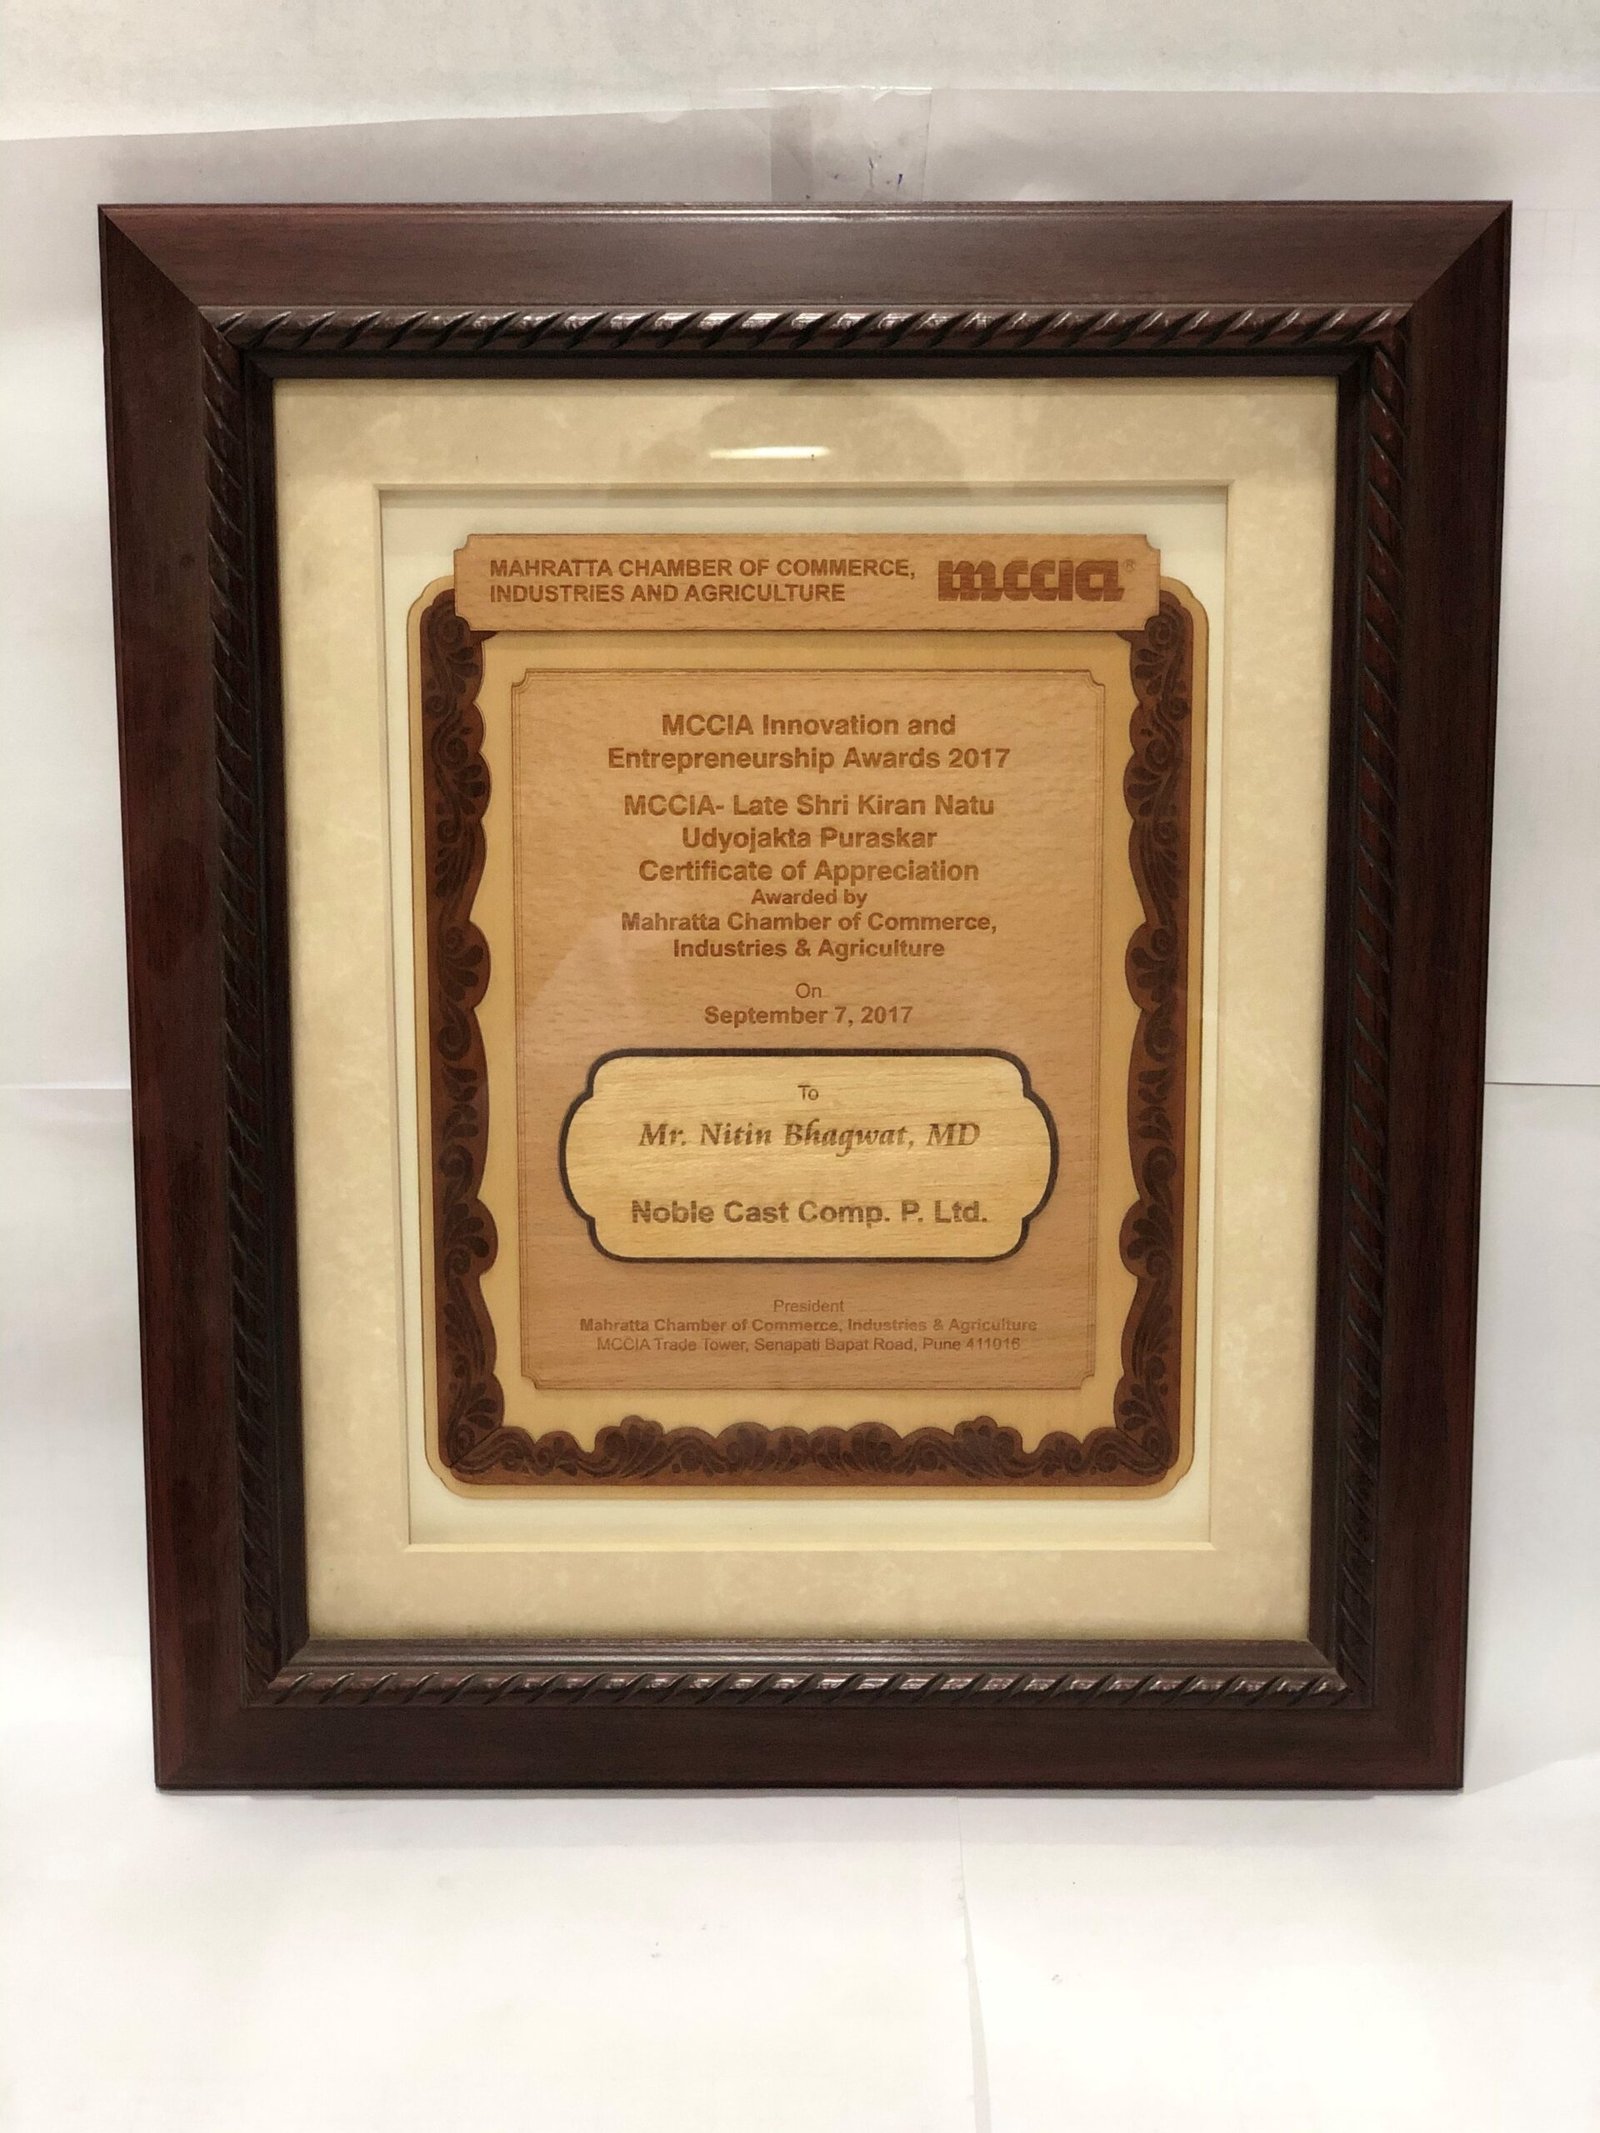 MAHRATTA CHAMBER OF COMMERCE,
INDUSTRIES AND AGRICULTURE
mccia®
MCCIA Innovation and
Entrepreneurship Awards 2017
MCCIA- Late Shri Kiran Natu
Udyojakta Puraskar
Certificate of Appreciation
Awarded by
Mahratta Chamber of Commerce,
Industries & Agriculture
On
September 7, 2017
To
Mr. Nitin Bhagwat, MD
Noble Cast Comp. P. Ltd.
President
Mahratta Chamber of Commerce, Industries & Agriculture
MCCIA Trade Tower, Senapati Bapat Road, Pune 411016